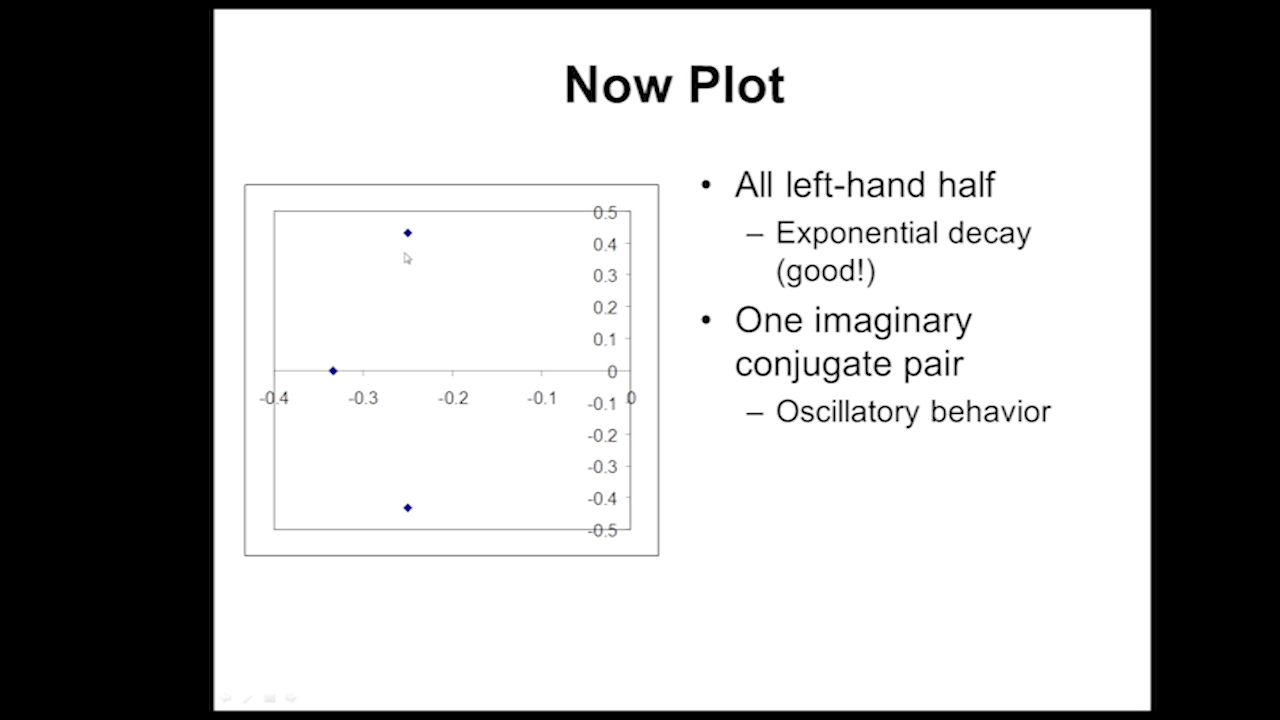 Now Plot
0.5
0.4
0.3
0.2
0.1
0
-0.4 -0.3 -0.2 -0.1 0
-0.1
-0.2
-0.3
-0.4
-0.5
• All left-hand half
– Exponential decay
(good!)
• One imaginary
conjugate pair
– Oscillatory behavior